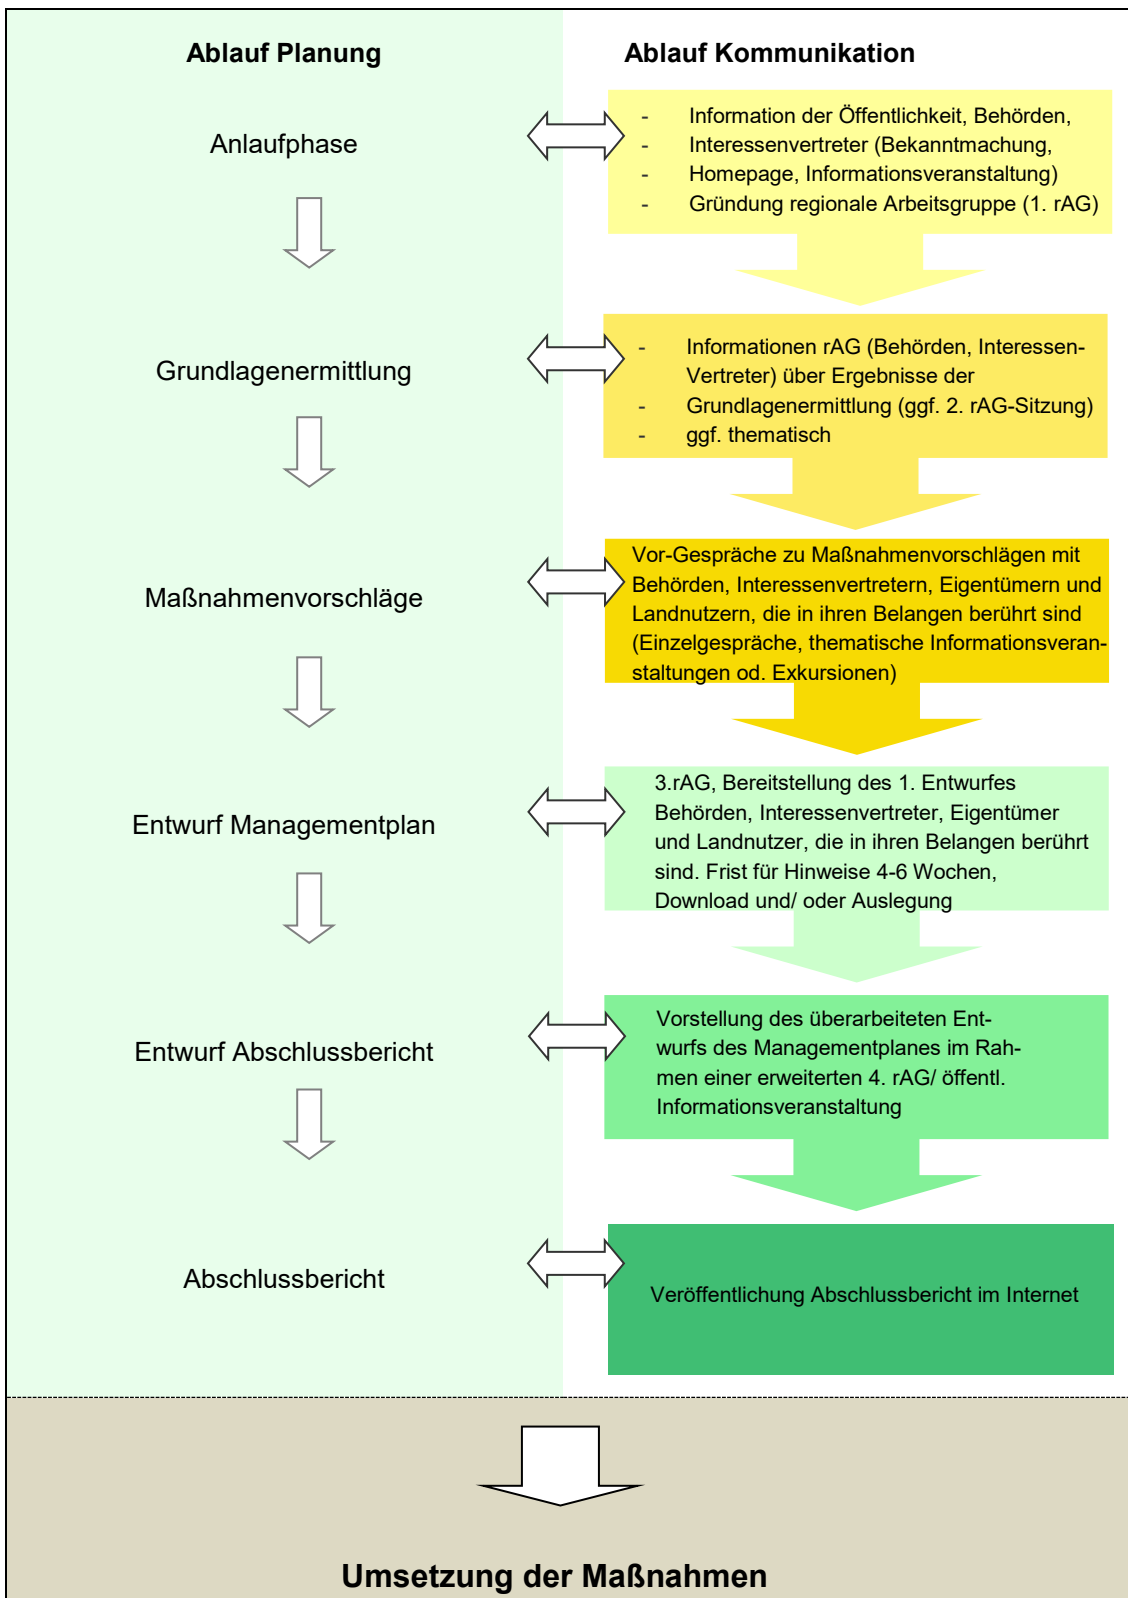 Ablauf Planung
Ablauf Kommunikation
Anlaufphase
- Information der Öffentlichkeit, Behörden,
- Interessenvertreter (Bekanntmachung,
- Homepage, Informationsveranstaltung)
- Gründung regionale Arbeitsgruppe (1. rAG)
Grundlagenermittlung
- Informationen rAG (Behörden, Interessen-
Vertreter) über Ergebnisse der
- Grundlagenermittlung (ggf. 2. rAG-Sitzung)
- ggf. thematisch
Maßnahmenvorschläge
Vor-Gespräche zu Maßnahmenvorschlägen mit
Behörden, Interessenvertretern, Eigentümern und
Landnutzern, die in ihren Belangen berührt sind
(Einzelgespräche, thematische Informationsveran-
staltungen od. Exkursionen)
Entwurf Managementplan
3.rAG, Bereitstellung des 1. Entwurfes
Behörden, Interessenvertreter, Eigentümer
und Landnutzer, die in ihren Belangen berührt
sind. Frist für Hinweise 4-6 Wochen,
Download und/ oder Auslegung
Entwurf Abschlussbericht
Vorstellung des überarbeiteten Ent-
wurfs des Managementplanes im Rah-
men einer erweiterten 4. rAG/ öffentl.
Informationsveranstaltung
Abschlussbericht
Veröffentlichung Abschlussbericht im Internet
Umsetzung der Maßnahmen